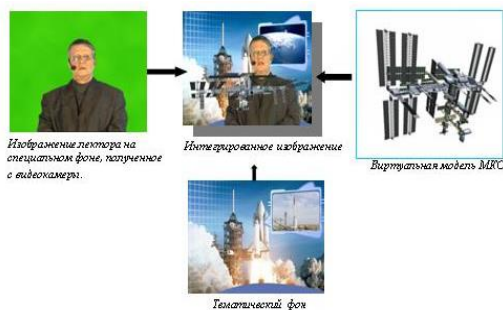 Изображение лектора на
специальном фоне, полученное
с видеокамеры.
Интегрированное изображение
Виртуальная модель МКС
Тематический фон